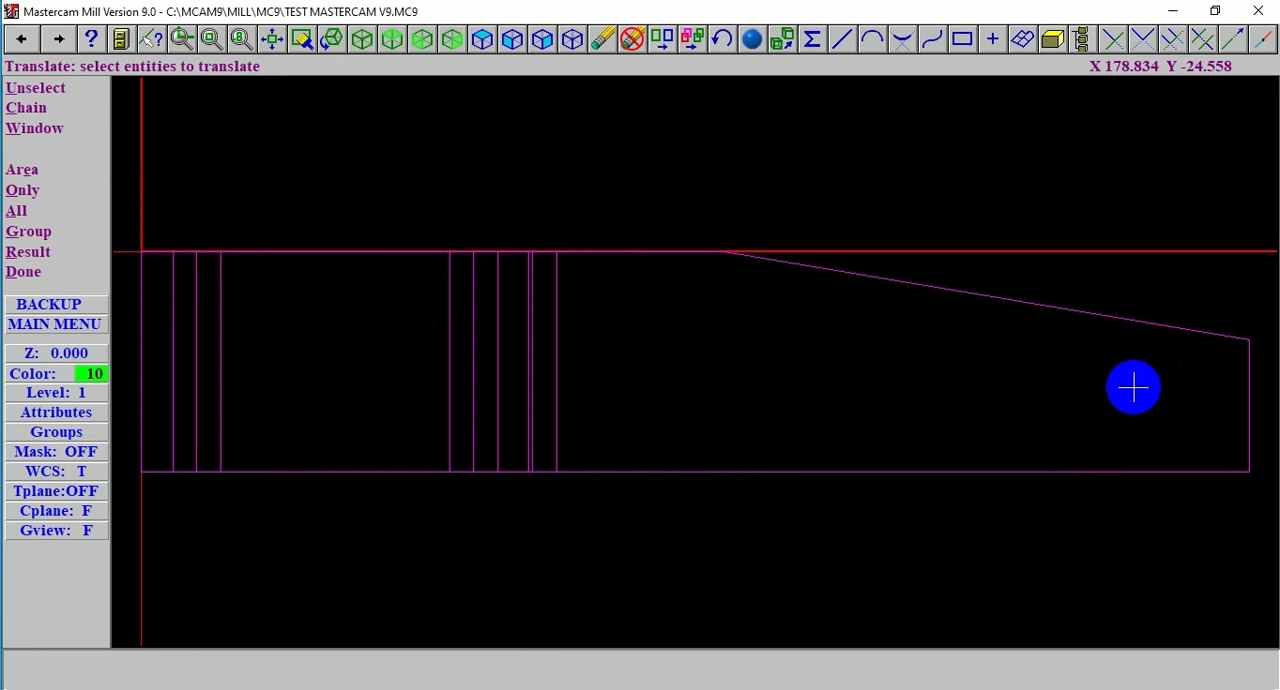 Mastercam Mill Version 9.0 - C:\MCAM9\MILL\MC9\TEST MASTERCAM V9.MC9
Translate: select entities to translate
X 178.834 Y -24.558
Unselect
Chain
Window
Area
Only
All
Group
Result
Done
BACKUP
MAIN MENU
Z: 0.000
Color: 10
Level: 1
Attributes
Groups
Mask: OFF
WCS: T
Tplane:OFF
Cplane: F
Gview: F